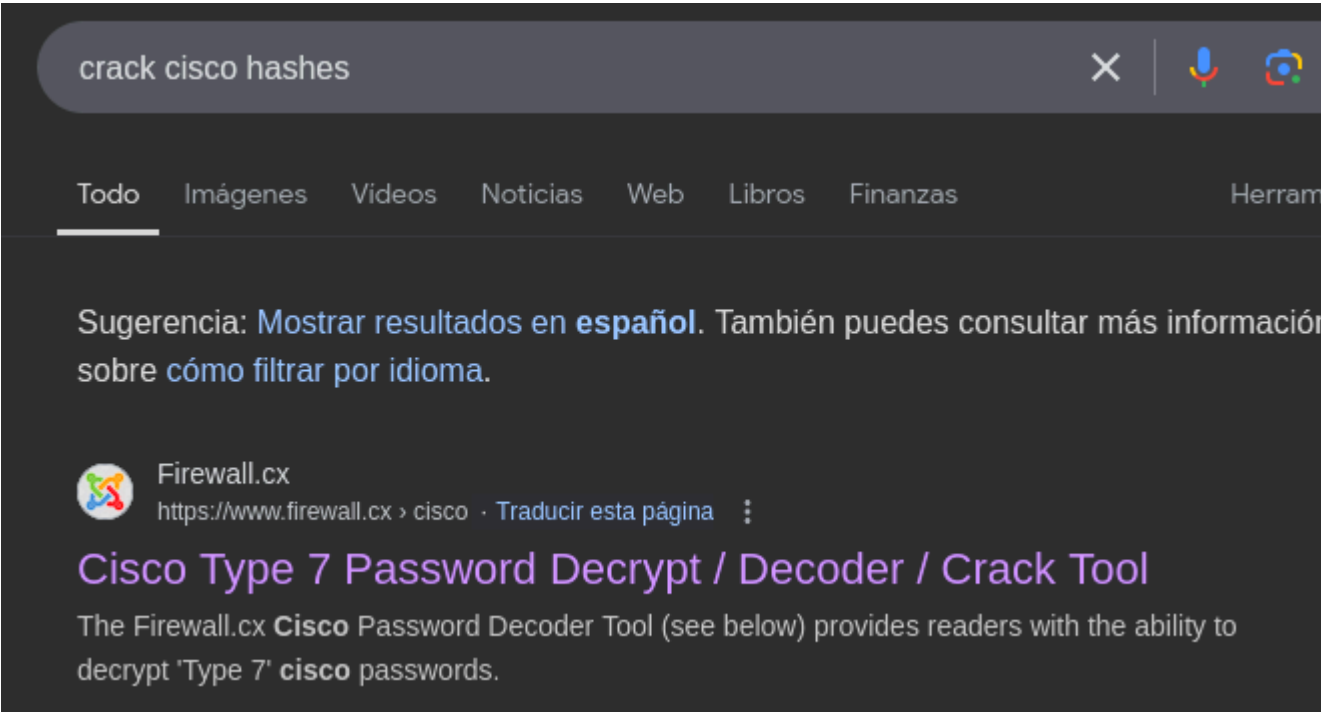 crack cisco hashes
Todo Imágenes Vídeos Noticias Web Libros Finanzas Herram
Sugerencia: Mostrar resultados en español. También puedes consultar más información
sobre cómo filtrar por idioma.
Firewall.cx
https://www.firewall.cx › cisco · Traducir esta página
Cisco Type 7 Password Decrypt / Decoder / Crack Tool
The Firewall.cx Cisco Password Decoder Tool (see below) provides readers with the ability to
decrypt 'Type 7' cisco passwords.